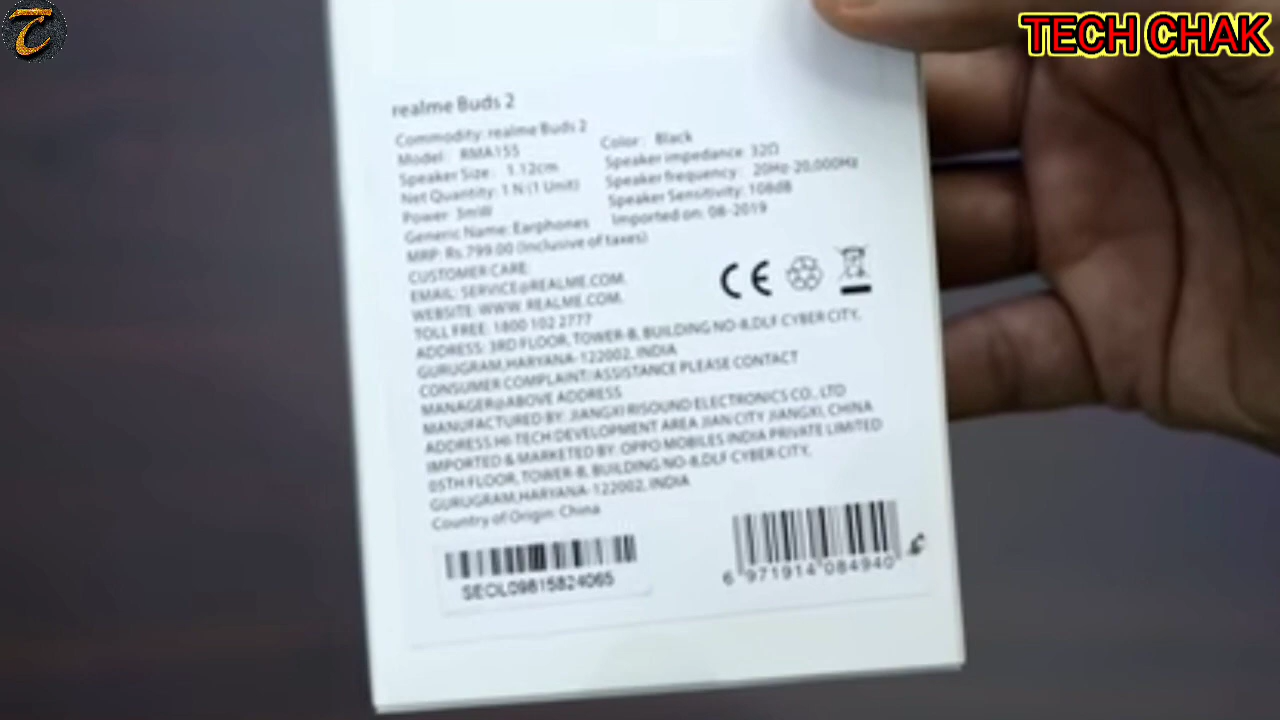 TECH CHAK
realme Buds 2
Commodity: realme Buds 2
Model: RMA155
Speaker Size: 1.12cm
Net Quantity: 1 N (1 Unit)
Power: 3mW
Generic Name: Earphones
Color: Black
Speaker impedance: 32Ω
Speaker frequency: 20Hz-20,000Hz
Speaker Sensitivity: 108dB
Imported on: 08-2019
MRP: Rs.799.00 (Inclusive of taxes)
CUSTOMER CARE:
EMAIL: SERVICE@REALME.COM.
WEBSITE: WWW. REALME.COM.
TOLL FREE: 1800 102 2777
ADDRESS: 3RD FLOOR, TOWER-B, BUILDING NO-8,DLF CYBER CITY,
GURUGRAM,HARYANA-122002, INDIA
CONSUMER COMPLAINT/ASSISTANCE PLEASE CONTACT
MANAGER@ABOVE ADDRESS
MANUFACTURED BY: JIANGXI RISOUND ELECTRONICS CO., LTD
ADDRESS:HI-TECH DEVELOPMENT AREA JIAN CITY JIANGXI, CHINA
IMPORTED & MARKETED BY: OPPO MOBILES INDIA PRIVATE LIMITED
05TH FLOOR, TOWER-B, BUILDING NO-8,DLF CYBER CITY,
GURUGRAM,HARYANA-122002, INDIA
Country of Origin: China
CE
SEOL09815824065
6 971914 084940